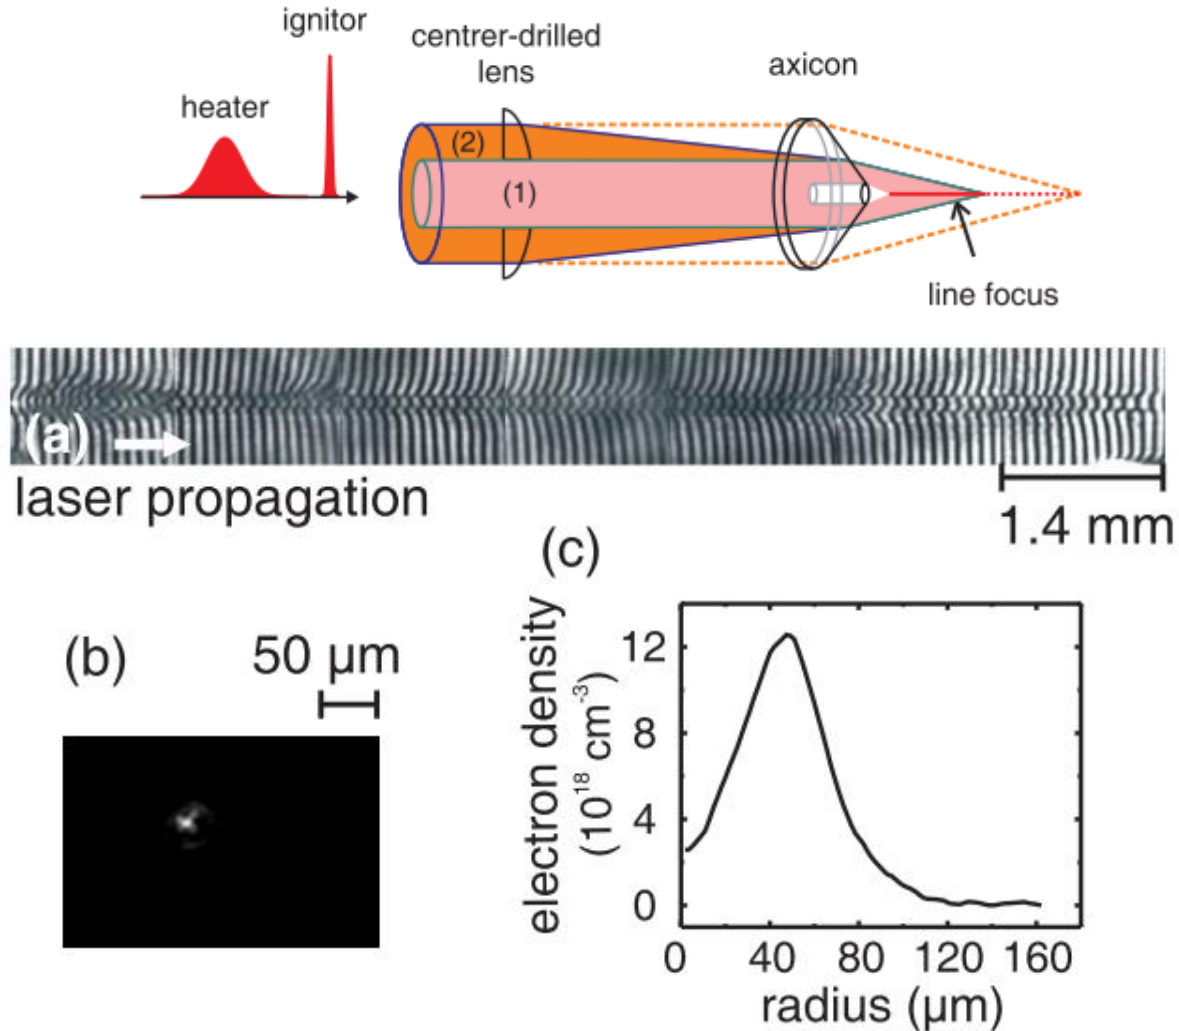 ignitor
heater
centrer-drilled
lens
axicon
(2)
(1)
line focus
(a)
laser propagation
1.4 mm
(b)
50 µm
(c)
electron density
(10¹⁸ cm⁻³)
12
8
4
0
0 40 80 120 160
radius (µm)